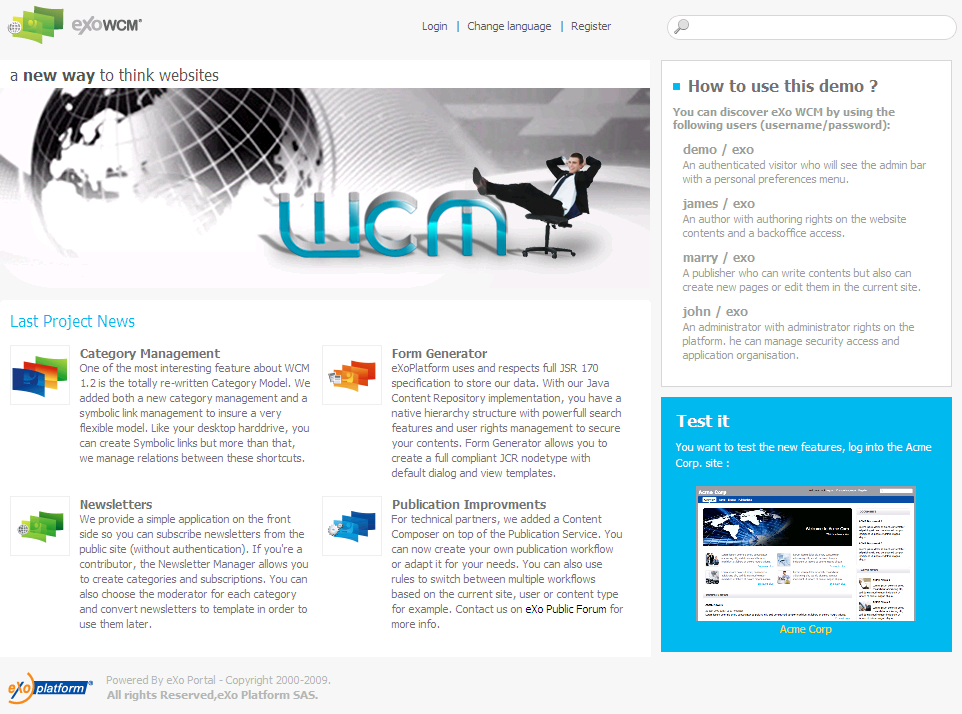 eXoWCM
Login | Change language | Register
a new way to think websites
WCM
Last Project News
Category Management
One of the most interesting feature about WCM
1.2 is the totally re-written Category Model. We
added both a new category management and a
symbolic link management to insure a very
flexible model. Like your desktop harddrive, you
can create Symbolic links but more than that,
we manage relations between these shortcuts.
Form Generator
eXoPlatform uses and respects full JSR 170
specification to store our data. With our Java
Content Repository implementation, you have a
native hierarchy structure with powerfull search
features and user rights management to secure
your contents. Form Generator allows you to
create a full compliant JCR nodetype with
default dialog and view templates.
Newsletters
We provide a simple application on the front
side so you can subscribe newsletters from the
public site (without authentication). If you're a
contributor, the Newsletter Manager allows you
to create categories and subscriptions. You can
also choose the moderator for each category
and convert newsletters to template in order to
use them later.
Publication Improvments
For technical partners, we added a Content
Composer on top of the Publication Service. You
can now create your own publication workflow
or adapt it for your needs. You can also use
rules to switch between multiple workflows
based on the current site, user or content type
for example. Contact us on eXo Public Forum for
more info.
How to use this demo ?
You can discover eXo WCM by using the
following users (username/password):
demo / exo
An authenticated visitor who will see the admin bar
with a personal preferences menu.
james / exo
An author with authoring rights on the website
contents and a backoffice access.
marry / exo
A publisher who can write contents but also can
create new pages or edit them in the current site.
john / exo
An administrator with administrator rights on the
platform. he can manage security access and
application organisation.
Test it
You want to test the new features, log into the Acme
Corp. site :
Acme Corp
Welcome to Acme Corp
Acme Corp
eXo platform
Powered By eXo Portal - Copyright 2000-2009.
All rights Reserved,eXo Platform SAS.